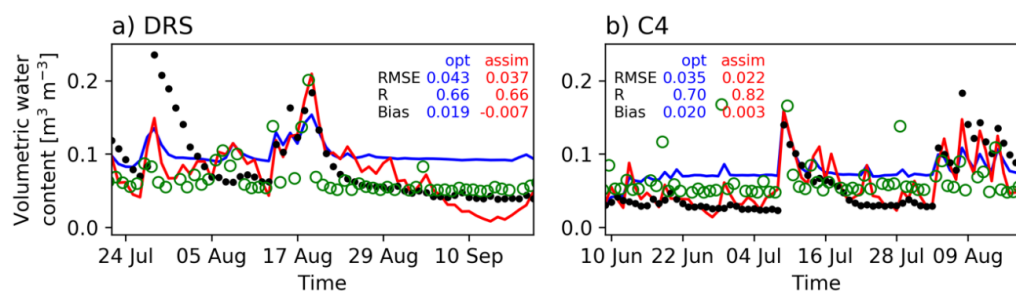 a) DRS
b) C4
Volumetric water
content [m³ m⁻³]
0.2
0.1
0.0
opt assim
RMSE 0.043 0.037
R 0.66 0.66
Bias 0.019 -0.007
24 Jul 05 Aug 17 Aug 29 Aug 10 Sep
Time
0.2
0.1
0.0
opt assim
RMSE 0.035 0.022
R 0.70 0.82
Bias 0.020 0.003
10 Jun 22 Jun 04 Jul 16 Jul 28 Jul 09 Aug
Time